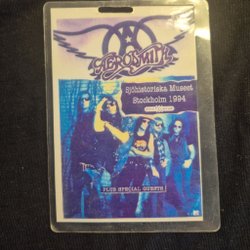 AEROSMITH
Sjöhistoriska Museet
Stockholm 1994
PLUS SPECIAL GUESTS